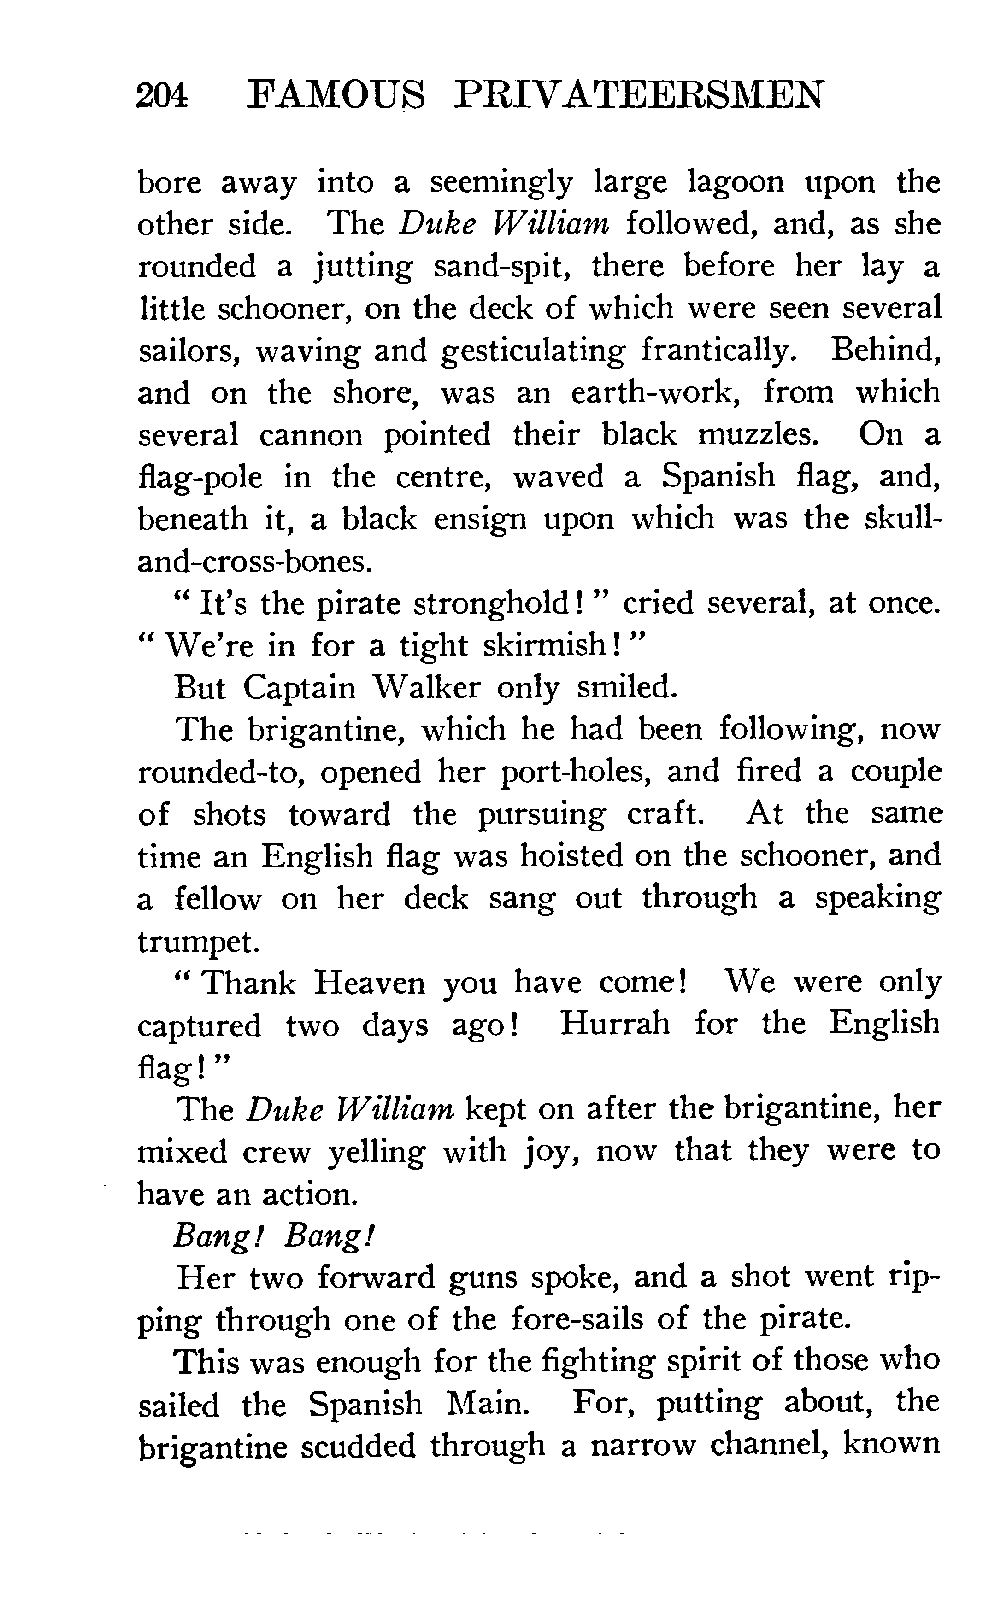 204 FAMOUS PRIVATEERSMEN
bore away into a seemingly large lagoon upon the
other side. The Duke William followed, and, as she
rounded a jutting sand-spit, there before her lay a
little schooner, on the deck of which were seen several
sailors, waving and gesticulating frantically. Behind,
and on the shore, was an earth-work, from which
several cannon pointed their black muzzles. On a
flag-pole in the centre, waved a Spanish flag, and,
beneath it, a black ensign upon which was the skull-
and-cross-bones.
“ It’s the pirate stronghold! ” cried several, at once.
“ We’re in for a tight skirmish! ”
But Captain Walker only smiled.
The brigantine, which he had been following, now
rounded-to, opened her port-holes, and fired a couple
of shots toward the pursuing craft. At the same
time an English flag was hoisted on the schooner, and
a fellow on her deck sang out through a speaking
trumpet.
“ Thank Heaven you have come! We were only
captured two days ago! Hurrah for the English
flag! ”
The Duke William kept on after the brigantine, her
mixed crew yelling with joy, now that they were to
have an action.
Bang! Bang!
Her two forward guns spoke, and a shot went rip-
ping through one of the fore-sails of the pirate.
This was enough for the fighting spirit of those who
sailed the Spanish Main. For, putting about, the
brigantine scudded through a narrow channel, known